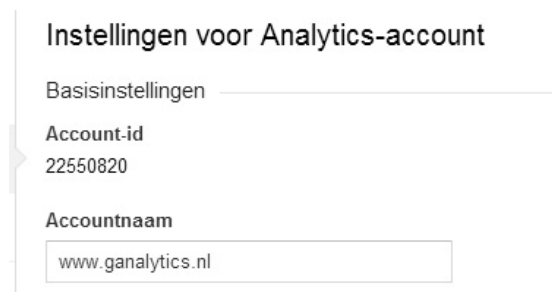 Instellingen voor Analytics-account
Basisinstellingen
Account-id
22550820
Accountnaam
www.ganalytics.nl